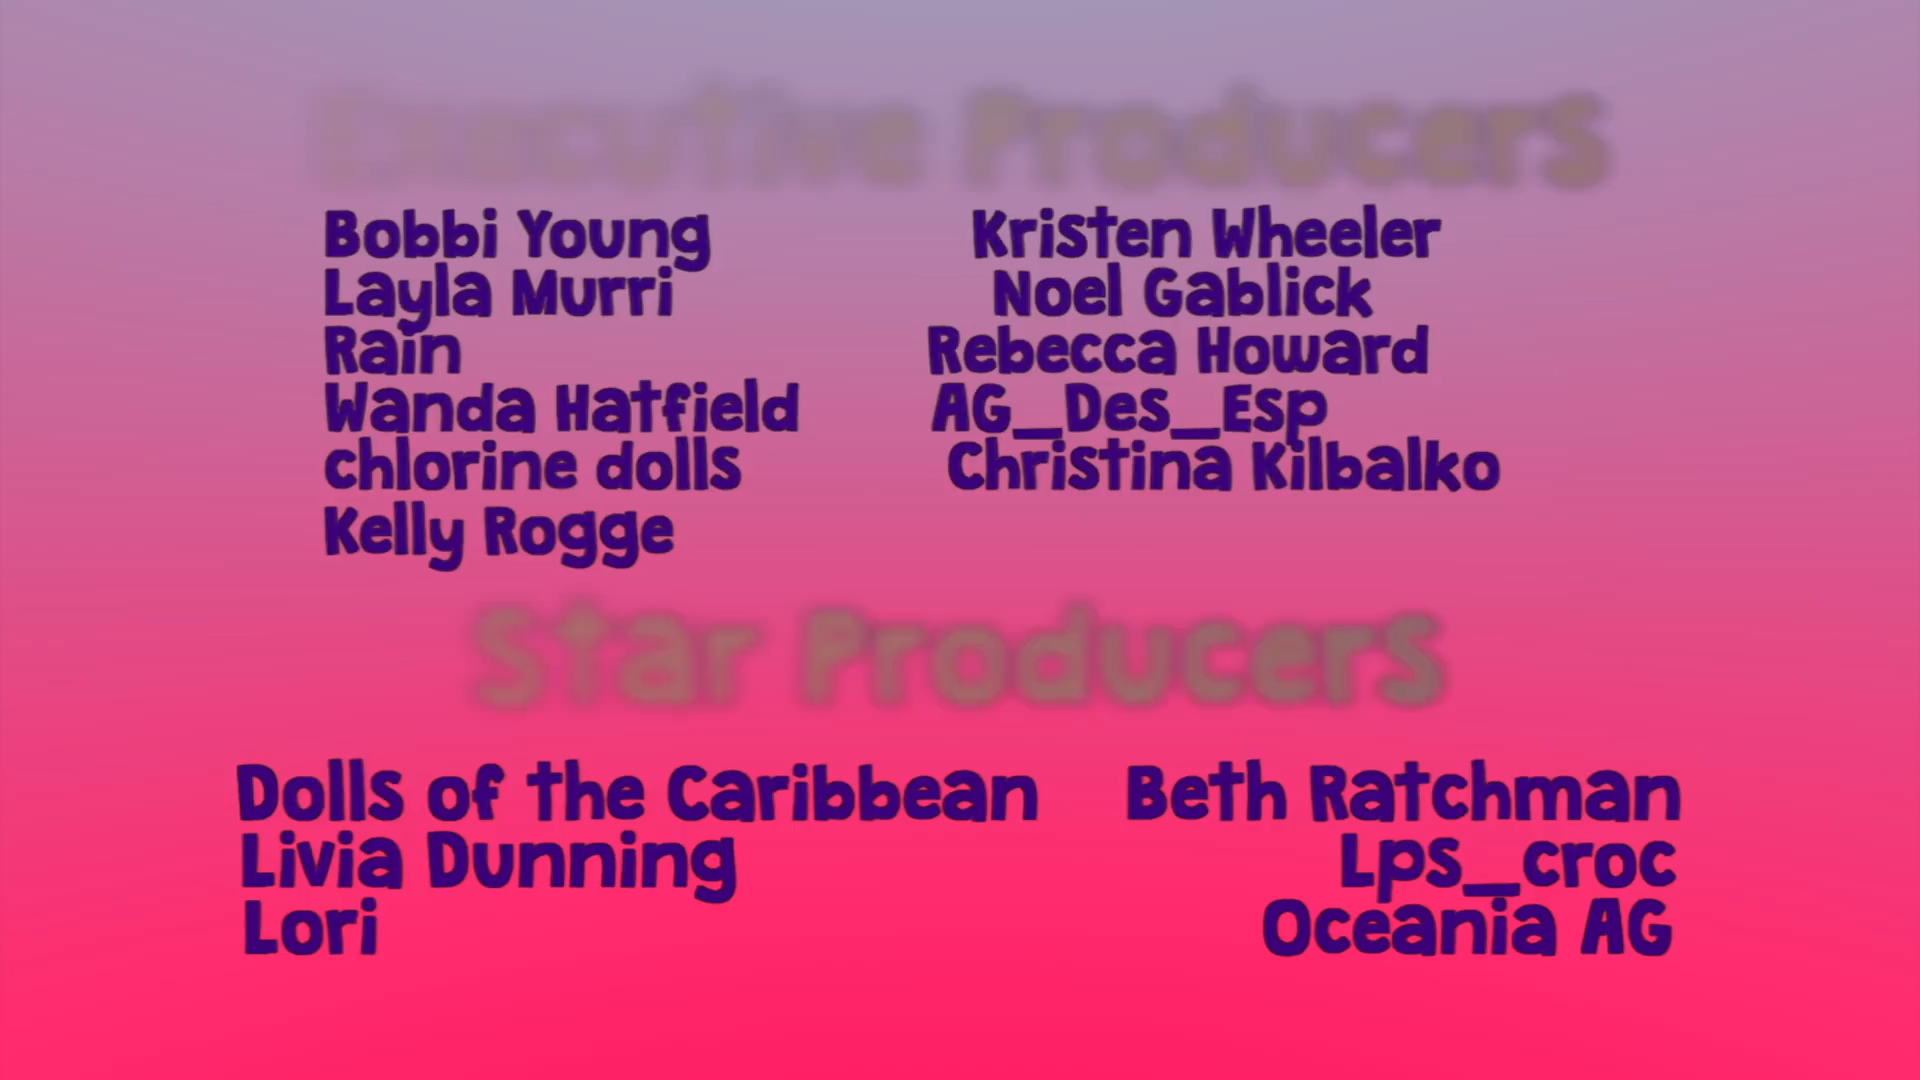 Executive Producers
Bobbi Young
Layla Murri
Rain
Wanda Hatfield
chlorine dolls
Kelly Rogge
Kristen Wheeler
Noel Gablick
Rebecca Howard
AG_Des_Esp
Christina Kilbalko
Star Producers
Dolls of the Caribbean
Livia Dunning
Lori
Beth Ratchman
Lps_croc
Oceania AG